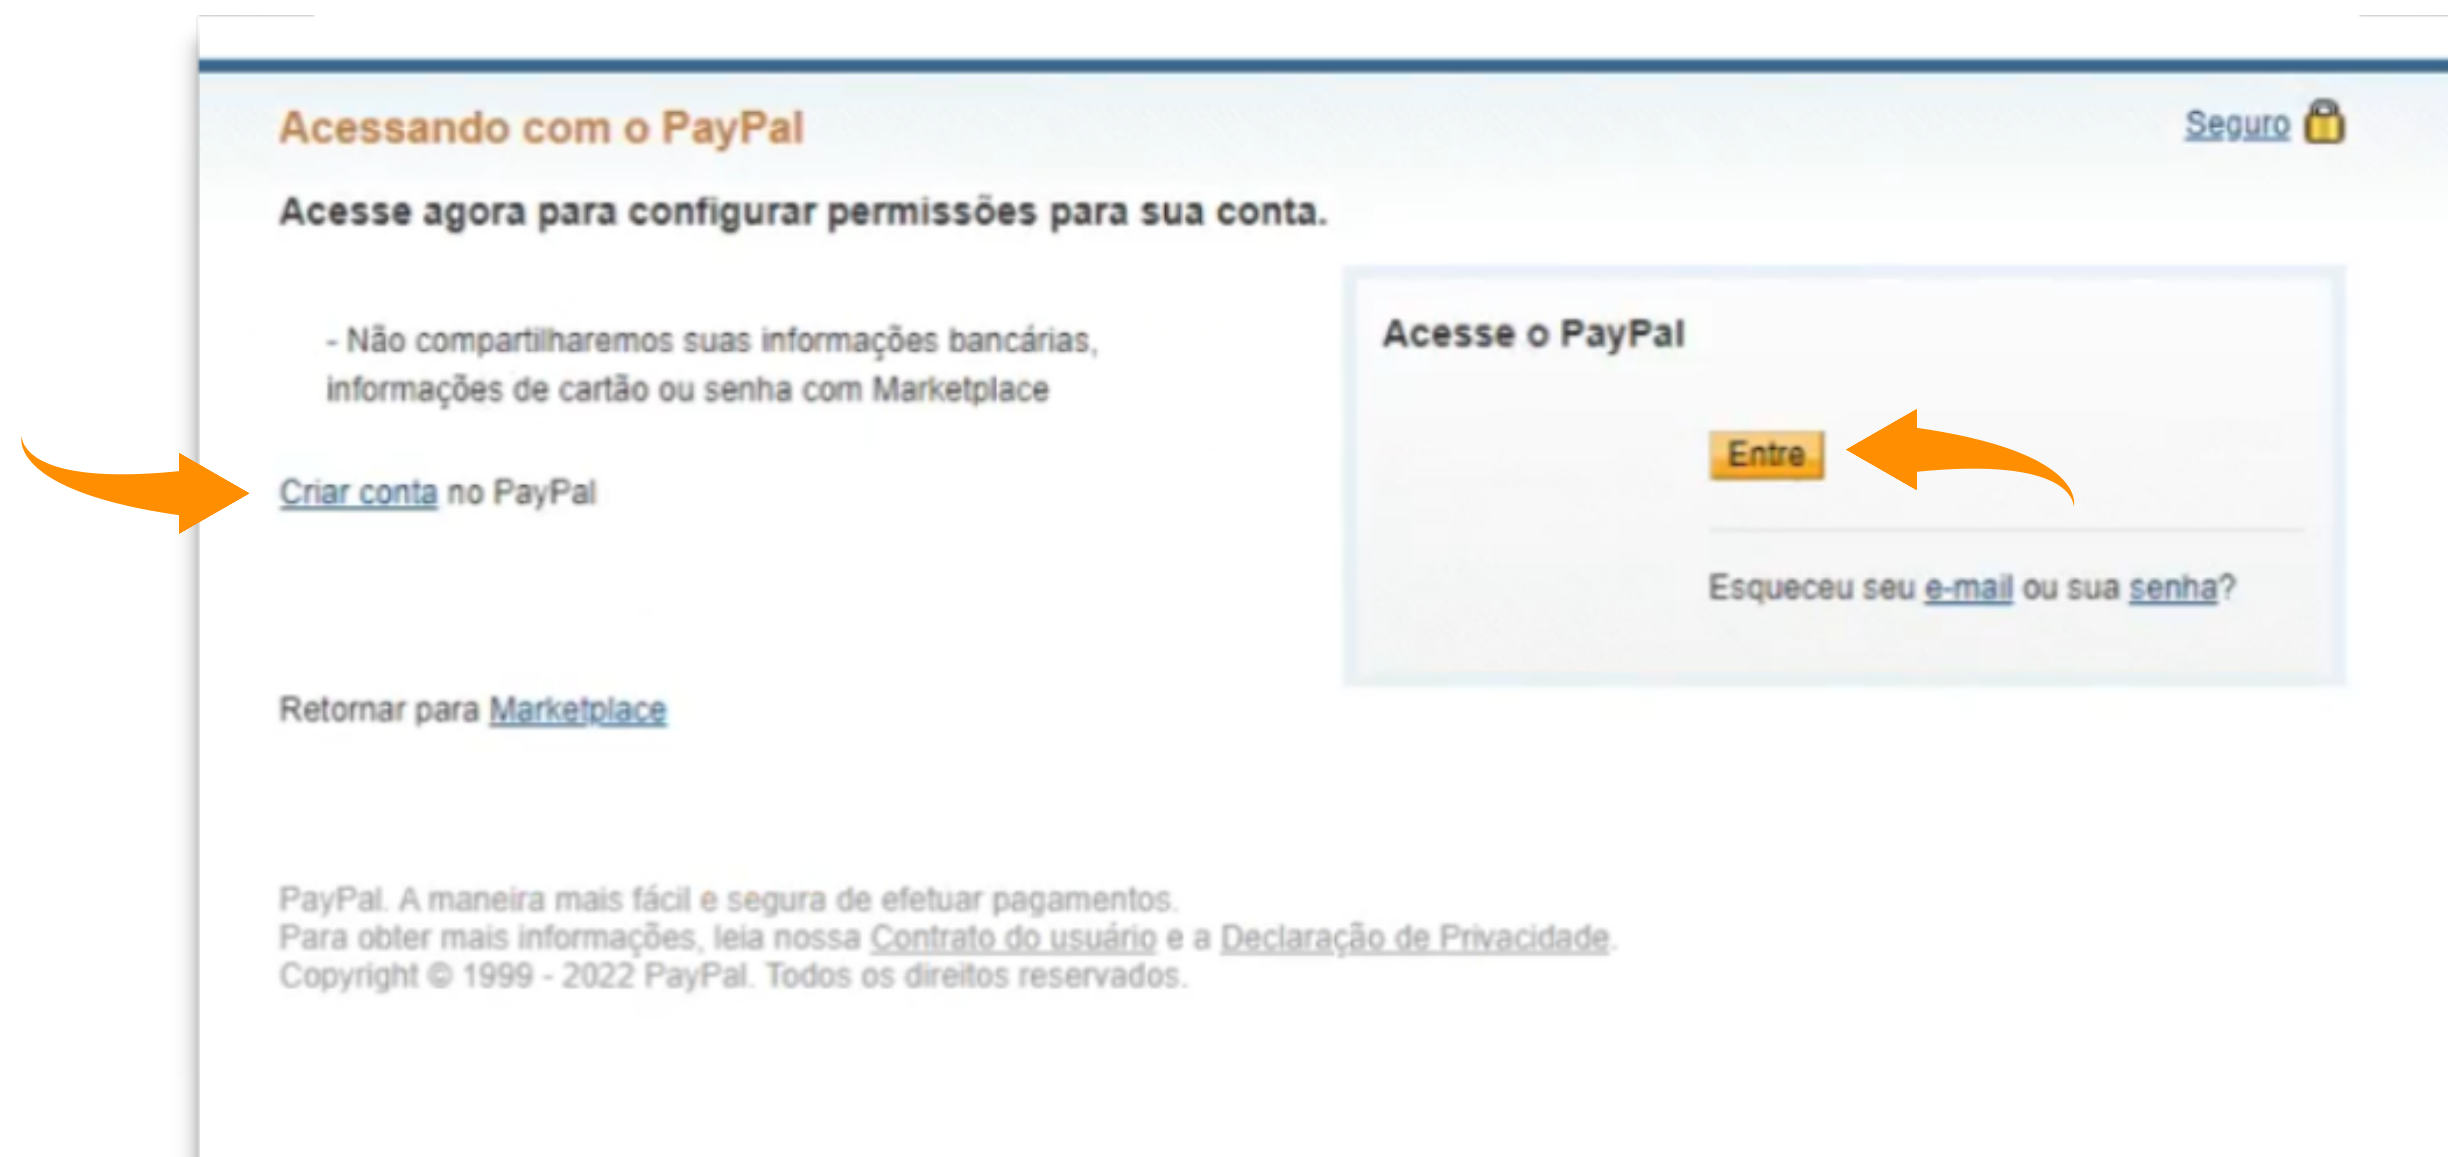 Acessando com o PayPal
Seguro
Acesse agora para configurar permissões para sua conta.
- Não compartilharemos suas informações bancárias,
informações de cartão ou senha com Marketplace
Criar conta no PayPal
Acesse o PayPal
Entre
Esqueceu seu e-mail ou sua senha?
Retornar para Marketplace
PayPal. A maneira mais fácil e segura de efetuar pagamentos.
Para obter mais informações, leia nossa Contrato do usuário e a Declaração de Privacidade.
Copyright © 1999 - 2022 PayPal. Todos os direitos reservados.